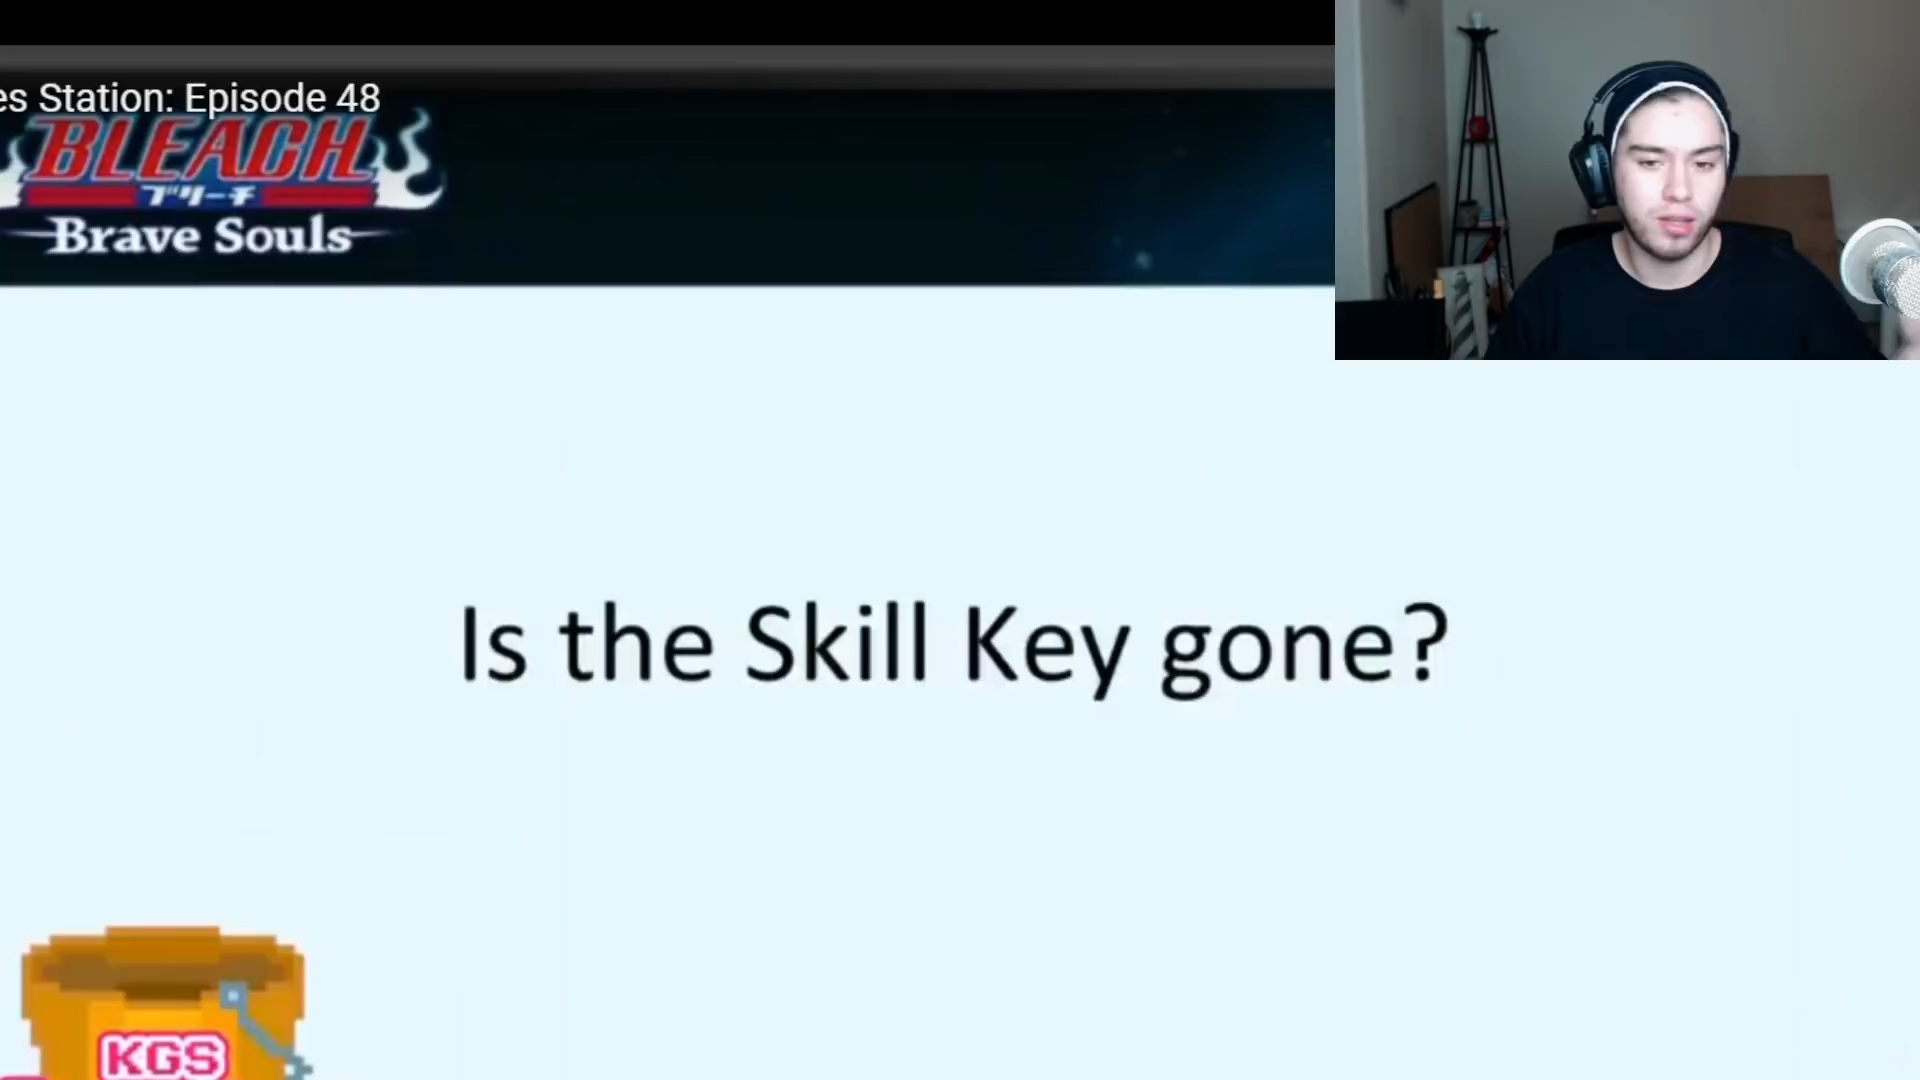 es Station: Episode 48
BLEACH
ブリーチ
Brave Souls
Is the Skill Key gone?
KGS